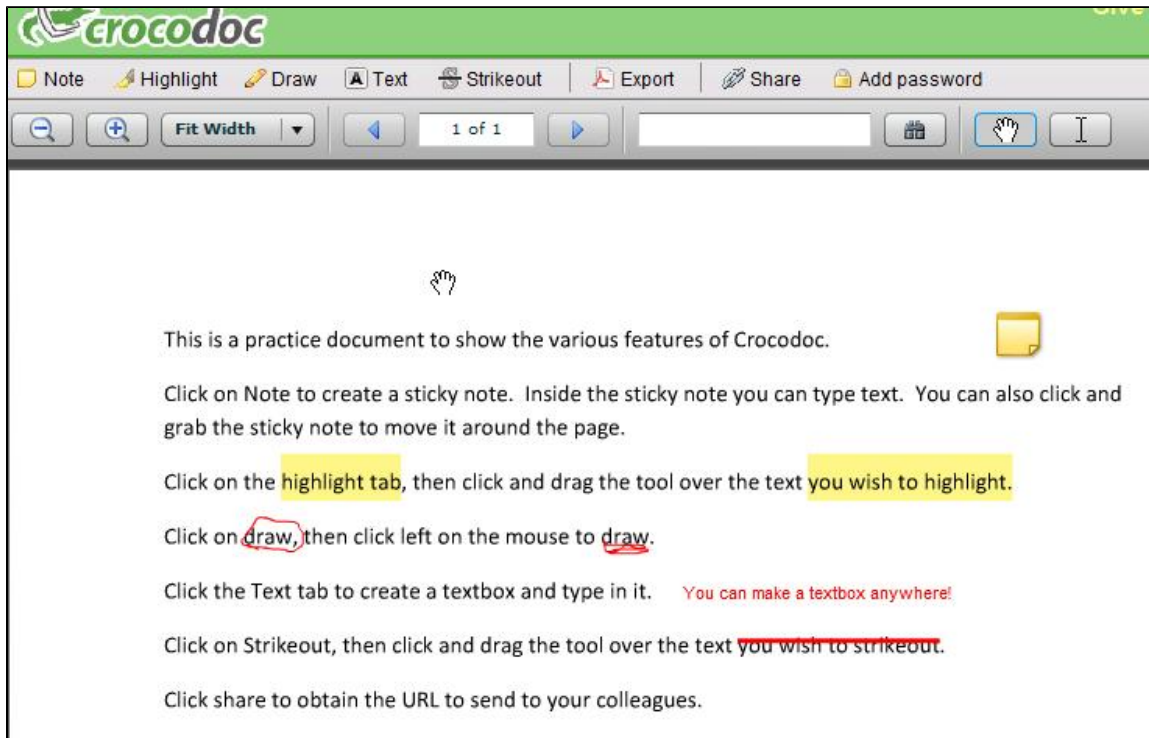 crocodoc
Note Highlight Draw A Text Strikeout Export Share Add password
Fit Width 1 of 1
This is a practice document to show the various features of Crocodoc.
Click on Note to create a sticky note. Inside the sticky note you can type text. You can also click and
grab the sticky note to move it around the page.
Click on the highlight tab, then click and drag the tool over the text you wish to highlight.
Click on draw, then click left on the mouse to draw.
Click the Text tab to create a textbox and type in it. You can make a textbox anywhere!
Click on Strikeout, then click and drag the tool over the text you wish to strikeout.
Click share to obtain the URL to send to your colleagues.